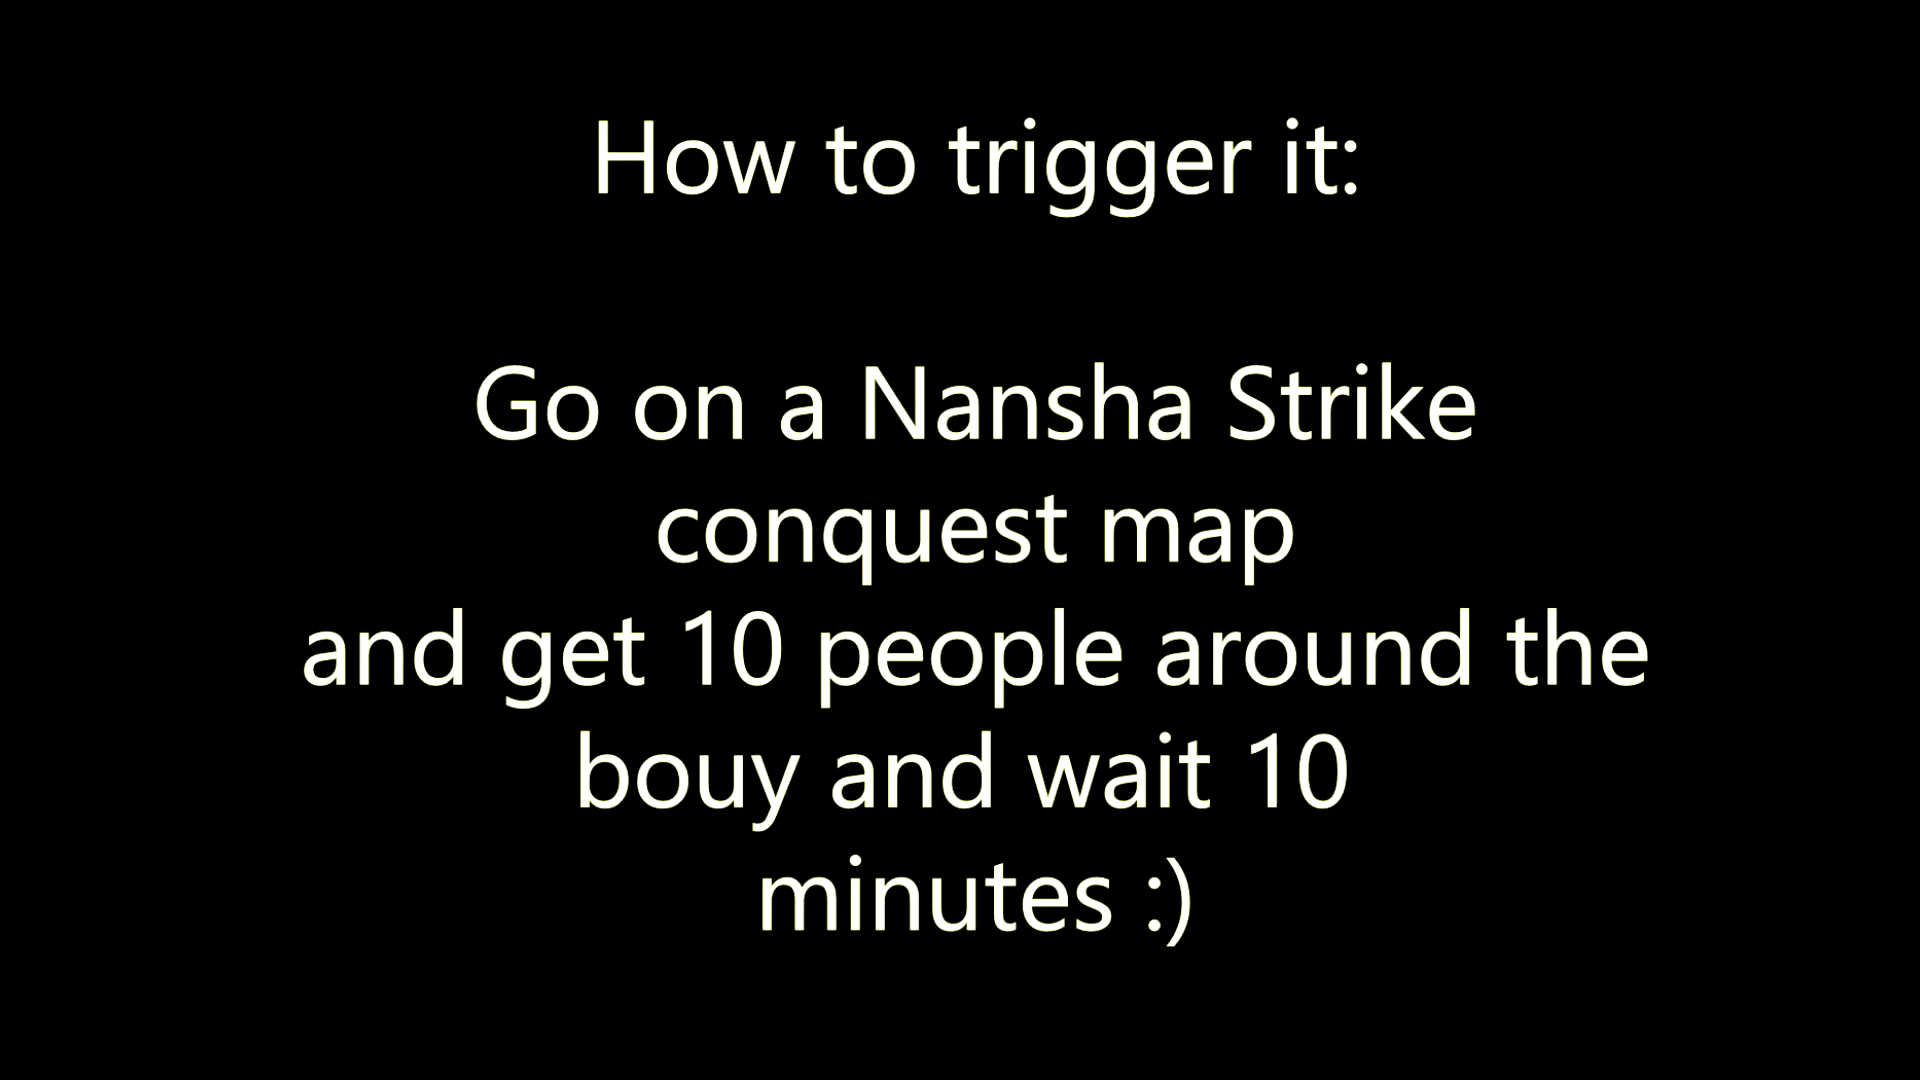 How to trigger it:
Go on a Nansha Strike
conquest map
and get 10 people around the
bouy and wait 10
minutes :)